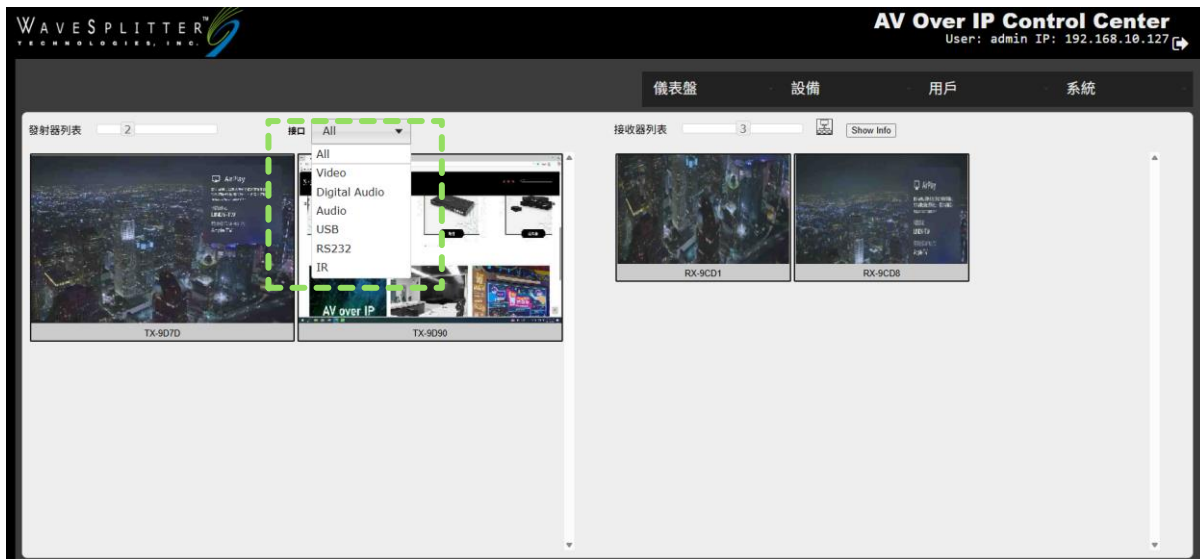 WAVESPLITTER™
TECHNOLOGIES, INC.
AV Over IP Control Center
User: admin IP: 192.168.10.127
儀表盤
設備
用戶
系統
發射器列表 2
接口 All
All
Video
Digital Audio
Audio
USB
RS232
IR
接收器列表 3
Show Info
AirPlay
Apple TV
AV over IP
TX-9D7D
TX-9D90
AirPlay
RX-9CD1
RX-9CD8